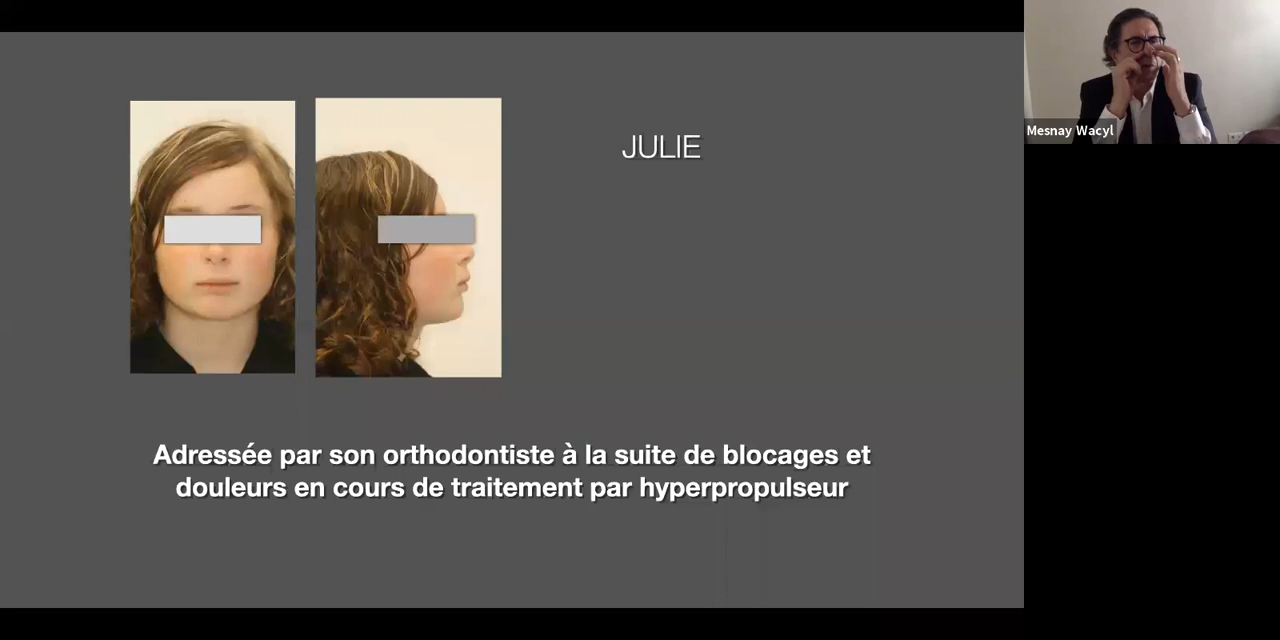 JULIE
Mesnay Wacyl
Adressée par son orthodontiste à la suite de blocages et
douleurs en cours de traitement par hyperpropulseur